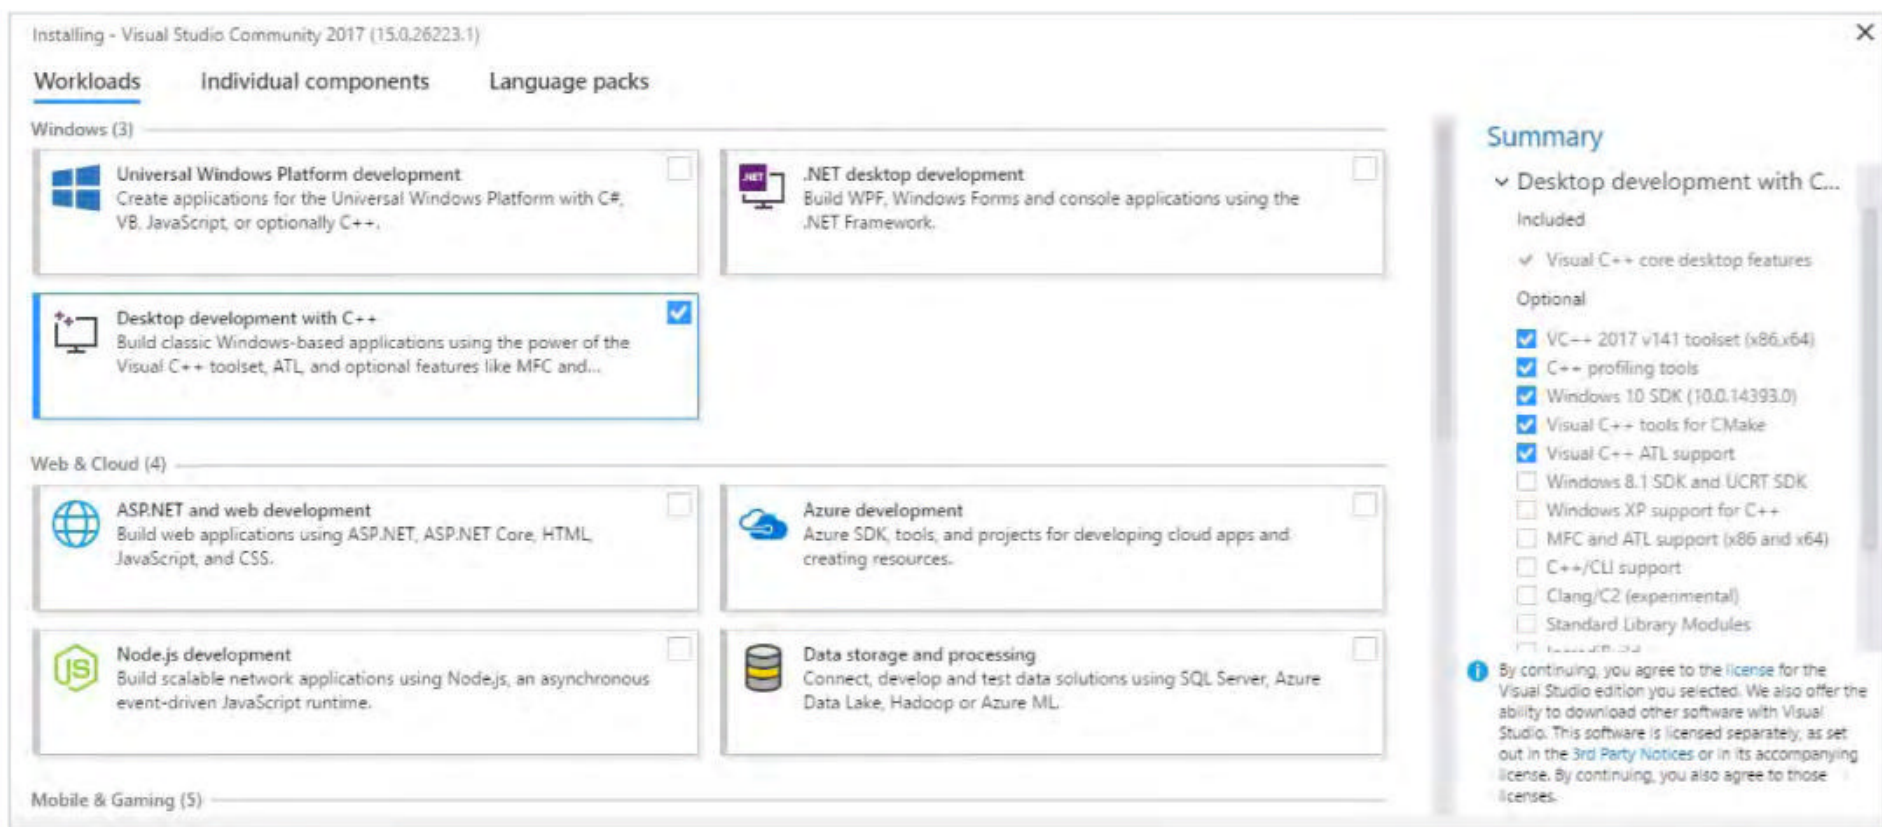 Installing - Visual Studio Community 2017 (15.0.26223.1)
Workloads Individual components Language packs
Windows (3)
Universal Windows Platform development
Create applications for the Universal Windows Platform with C#,
VB, JavaScript, or optionally C++.
.NET
.NET desktop development
Build WPF, Windows Forms and console applications using the
.NET Framework.
Desktop development with C++
Build classic Windows-based applications using the power of the
Visual C++ toolset, ATL, and optional features like MFC and...
Web & Cloud (4)
ASP.NET and web development
Build web applications using ASP.NET, ASP.NET Core, HTML,
JavaScript, and CSS.
Azure development
Azure SDK, tools, and projects for developing cloud apps and
creating resources.
JS
Node.js development
Build scalable network applications using Node.js, an asynchronous
event-driven JavaScript runtime.
Data storage and processing
Connect, develop and test data solutions using SQL Server, Azure
Data Lake, Hadoop or Azure ML.
Mobile & Gaming (5)
Summary
Desktop development with C...
Included
Visual C++ core desktop features
Optional
VC++ 2017 v141 toolset (x86,x64)
C++ profiling tools
Windows 10 SDK (10.0.14393.0)
Visual C++ tools for CMake
Visual C++ ATL support
Windows 8.1 SDK and UCRT SDK
Windows XP support for C++
MFC and ATL support (x86 and x64)
C++/CLI support
Clang/C2 (experimental)
Standard Library Modules
By continuing, you agree to the license for the
Visual Studio edition you selected. We also offer the
ability to download other software with Visual
Studio. This software is licensed separately, as set
out in the 3rd Party Notices or in its accompanying
license. By continuing, you also agree to those
licenses.